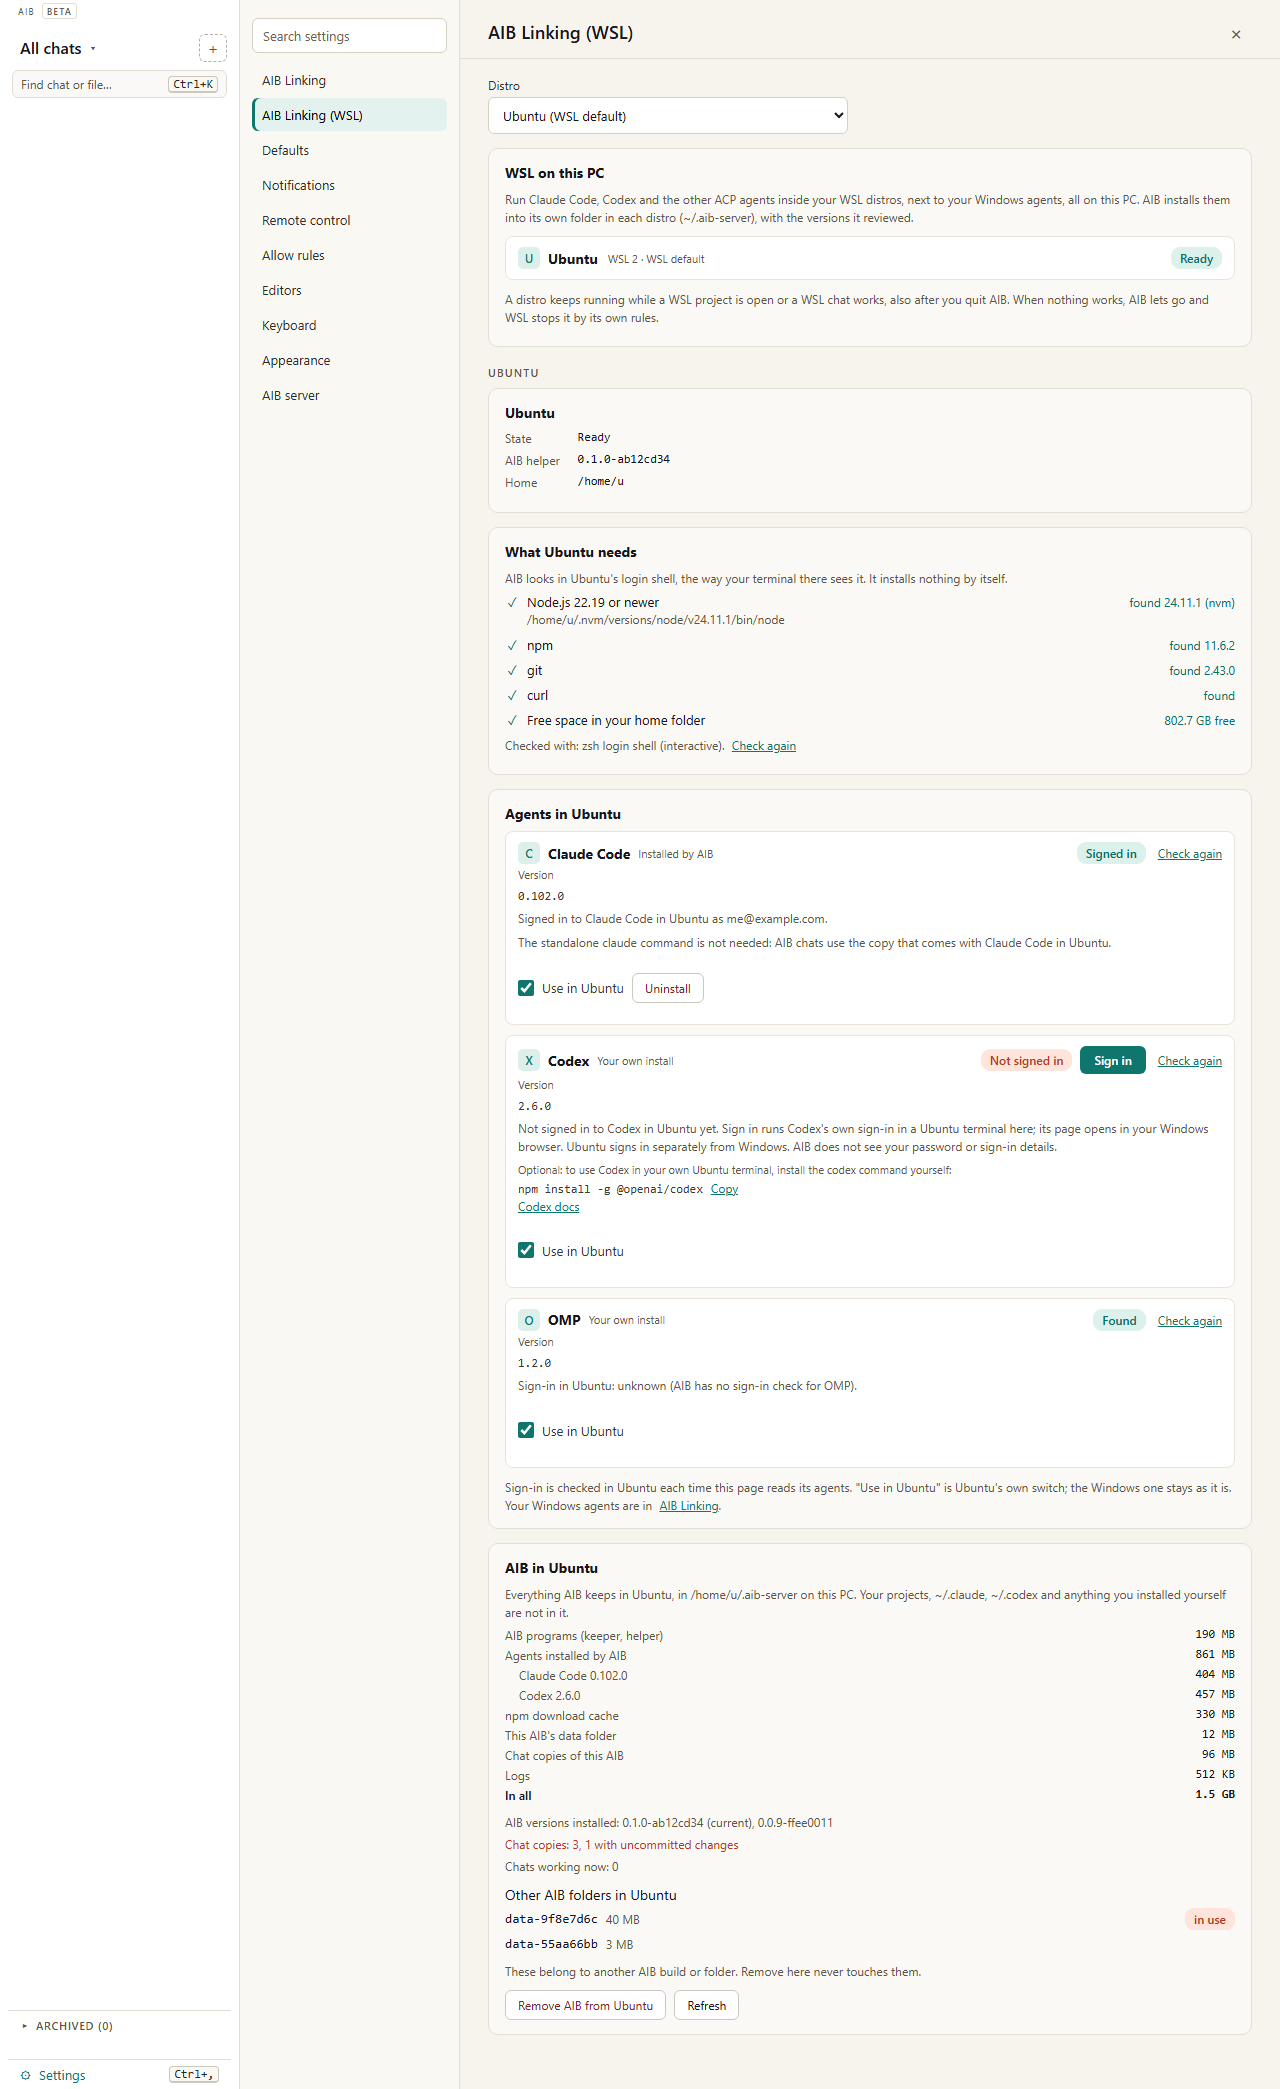 AIB BETA
All chats
+
Find chat or file... Ctrl+K
ARCHIVED (0)
Settings Ctrl+,
Search settings
AIB Linking
AIB Linking (WSL)
Defaults
Notifications
Remote control
Allow rules
Editors
Keyboard
Appearance
AIB server
AIB Linking (WSL)
×
Distro
Ubuntu (WSL default)
WSL on this PC
Run Claude Code, Codex and the other ACP agents inside your WSL distros, next to your Windows agents, all on this PC. AIB installs them
into its own folder in each distro (~/.aib-server), with the versions it reviewed.
U Ubuntu WSL 2 · WSL default Ready
A distro keeps running while a WSL project is open or a WSL chat works, also after you quit AIB. When nothing works, AIB lets go and
WSL stops it by its own rules.
UBUNTU
Ubuntu
State Ready
AIB helper 0.1.0-ab12cd34
Home /home/u
What Ubuntu needs
AIB looks in Ubuntu's login shell, the way your terminal there sees it. It installs nothing by itself.
✓ Node.js 22.19 or newer found 24.11.1 (nvm)
/home/u/.nvm/versions/node/v24.11.1/bin/node
✓ npm found 11.6.2
✓ git found 2.43.0
✓ curl found
✓ Free space in your home folder 802.7 GB free
Checked with: zsh login shell (interactive). Check again
Agents in Ubuntu
C Claude Code Installed by AIB Signed in Check again
Version
0.102.0
Signed in to Claude Code in Ubuntu as me@example.com.
The standalone claude command is not needed: AIB chats use the copy that comes with Claude Code in Ubuntu.
Use in Ubuntu Uninstall
X Codex Your own install Not signed in Sign in Check again
Version
2.6.0
Not signed in to Codex in Ubuntu yet. Sign in runs Codex's own sign-in in a Ubuntu terminal here; its page opens in your Windows
browser. Ubuntu signs in separately from Windows. AIB does not see your password or sign-in details.
Optional: to use Codex in your own Ubuntu terminal, install the codex command yourself:
npm install -g @openai/codex Copy
Codex docs
Use in Ubuntu
O OMP Your own install Found Check again
Version
1.2.0
Sign-in in Ubuntu: unknown (AIB has no sign-in check for OMP).
Use in Ubuntu
Sign-in is checked in Ubuntu each time this page reads its agents. "Use in Ubuntu" is Ubuntu's own switch; the Windows one stays as it is.
Your Windows agents are in AIB Linking.
AIB in Ubuntu
Everything AIB keeps in Ubuntu, in /home/u/.aib-server on this PC. Your projects, ~/.claude, ~/.codex and anything you installed yourself
are not in it.
AIB programs (keeper, helper) 190 MB
Agents installed by AIB 861 MB
Claude Code 0.102.0 404 MB
Codex 2.6.0 457 MB
npm download cache 330 MB
This AIB's data folder 12 MB
Chat copies of this AIB 96 MB
Logs 512 KB
In all 1.5 GB
AIB versions installed: 0.1.0-ab12cd34 (current), 0.0.9-ffee0011
Chat copies: 3, 1 with uncommitted changes
Chats working now: 0
Other AIB folders in Ubuntu
data-9f8e7d6c 40 MB in use
data-55aa66bb 3 MB
These belong to another AIB build or folder. Remove here never touches them.
Remove AIB from Ubuntu Refresh